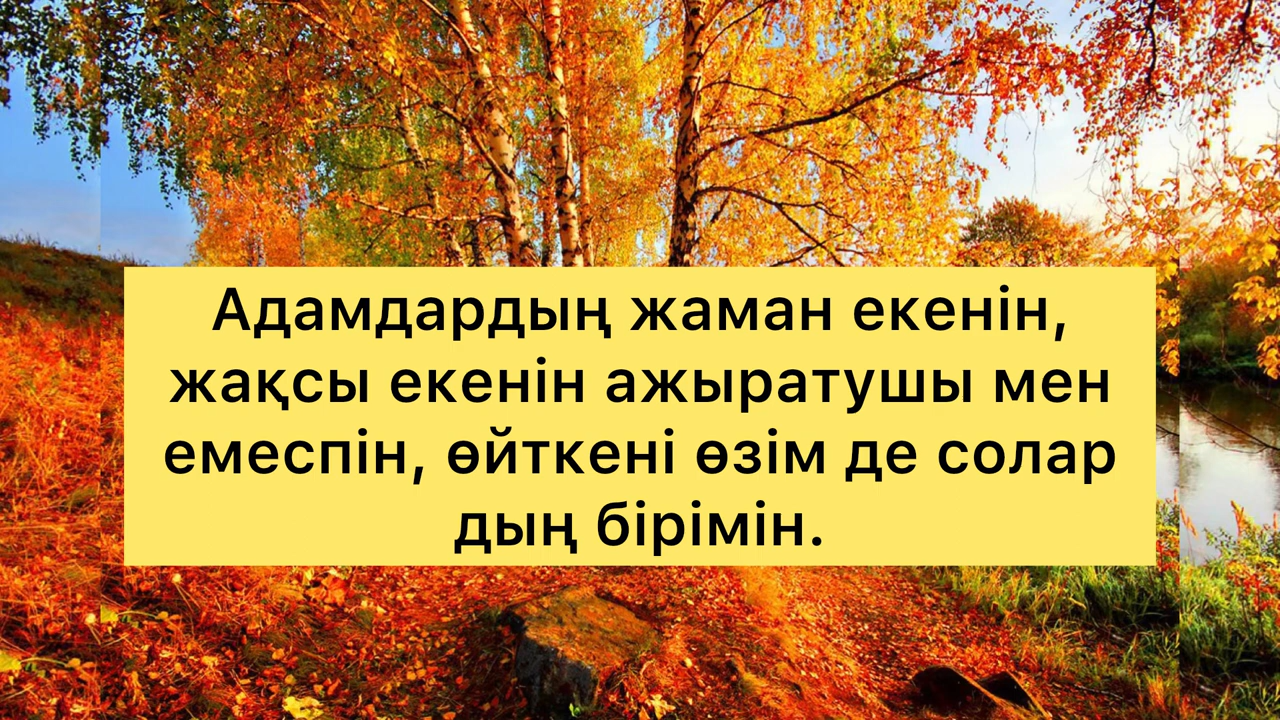 Адамдардың жаман екенін,
жақсы екенін ажыратушы мен
емеспін, өйткені өзім де солар
дың бірімін.